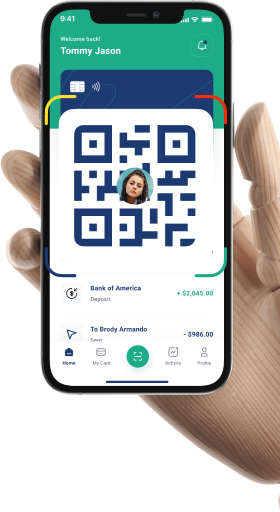 9:41
Welcome back!
Tommy Jason
Bank of America
+ $2,045.00
Deposit
To Brody Armando
- $986.00
Sent
Home
My Card
Activity
Profile